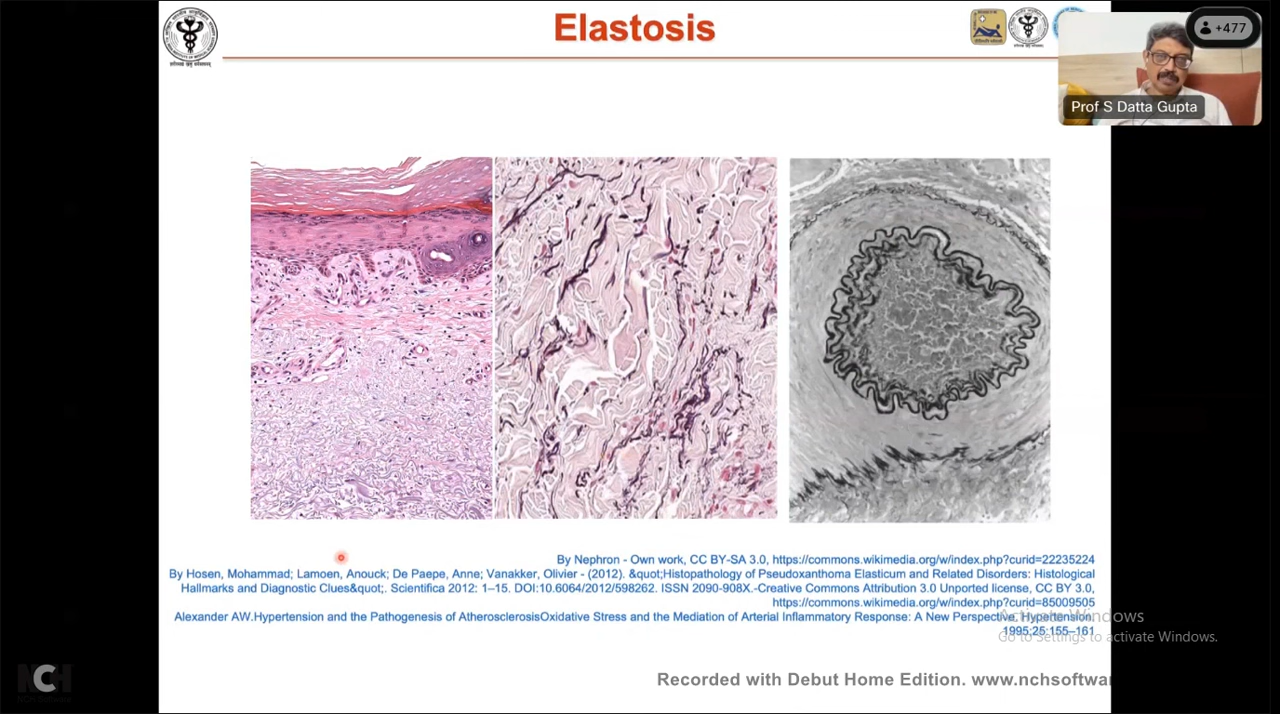 Elastosis
+477
Prof S Datta Gupta
By Nephron - Own work, CC BY-SA 3.0, https://commons.wikimedia.org/w/index.php?curid=22235224
By Hosen, Mohammad; Lamoen, Anouck; De Paepe, Anne; Vanakker, Olivier - (2012). &quot;Histopathology of Pseudoxanthoma Elasticum and Related Disorders: Histological
Hallmarks and Diagnostic Clues&quot;. Scientifica 2012: 1–15. DOI:10.6064/2012/598262. ISSN 2090-908X.-Creative Commons Attribution 3.0 Unported license, CC BY 3.0,
https://commons.wikimedia.org/w/index.php?curid=85009505
Alexander AW.Hypertension and the Pathogenesis of AtherosclerosisOxidative Stress and the Mediation of Arterial Inflammatory Response: A New Perspective, Hypertension.
1995;25:155–161
Activate Windows
Go to Settings to activate Windows.
NCH
Recorded with Debut Home Edition. www.nchsoftwar